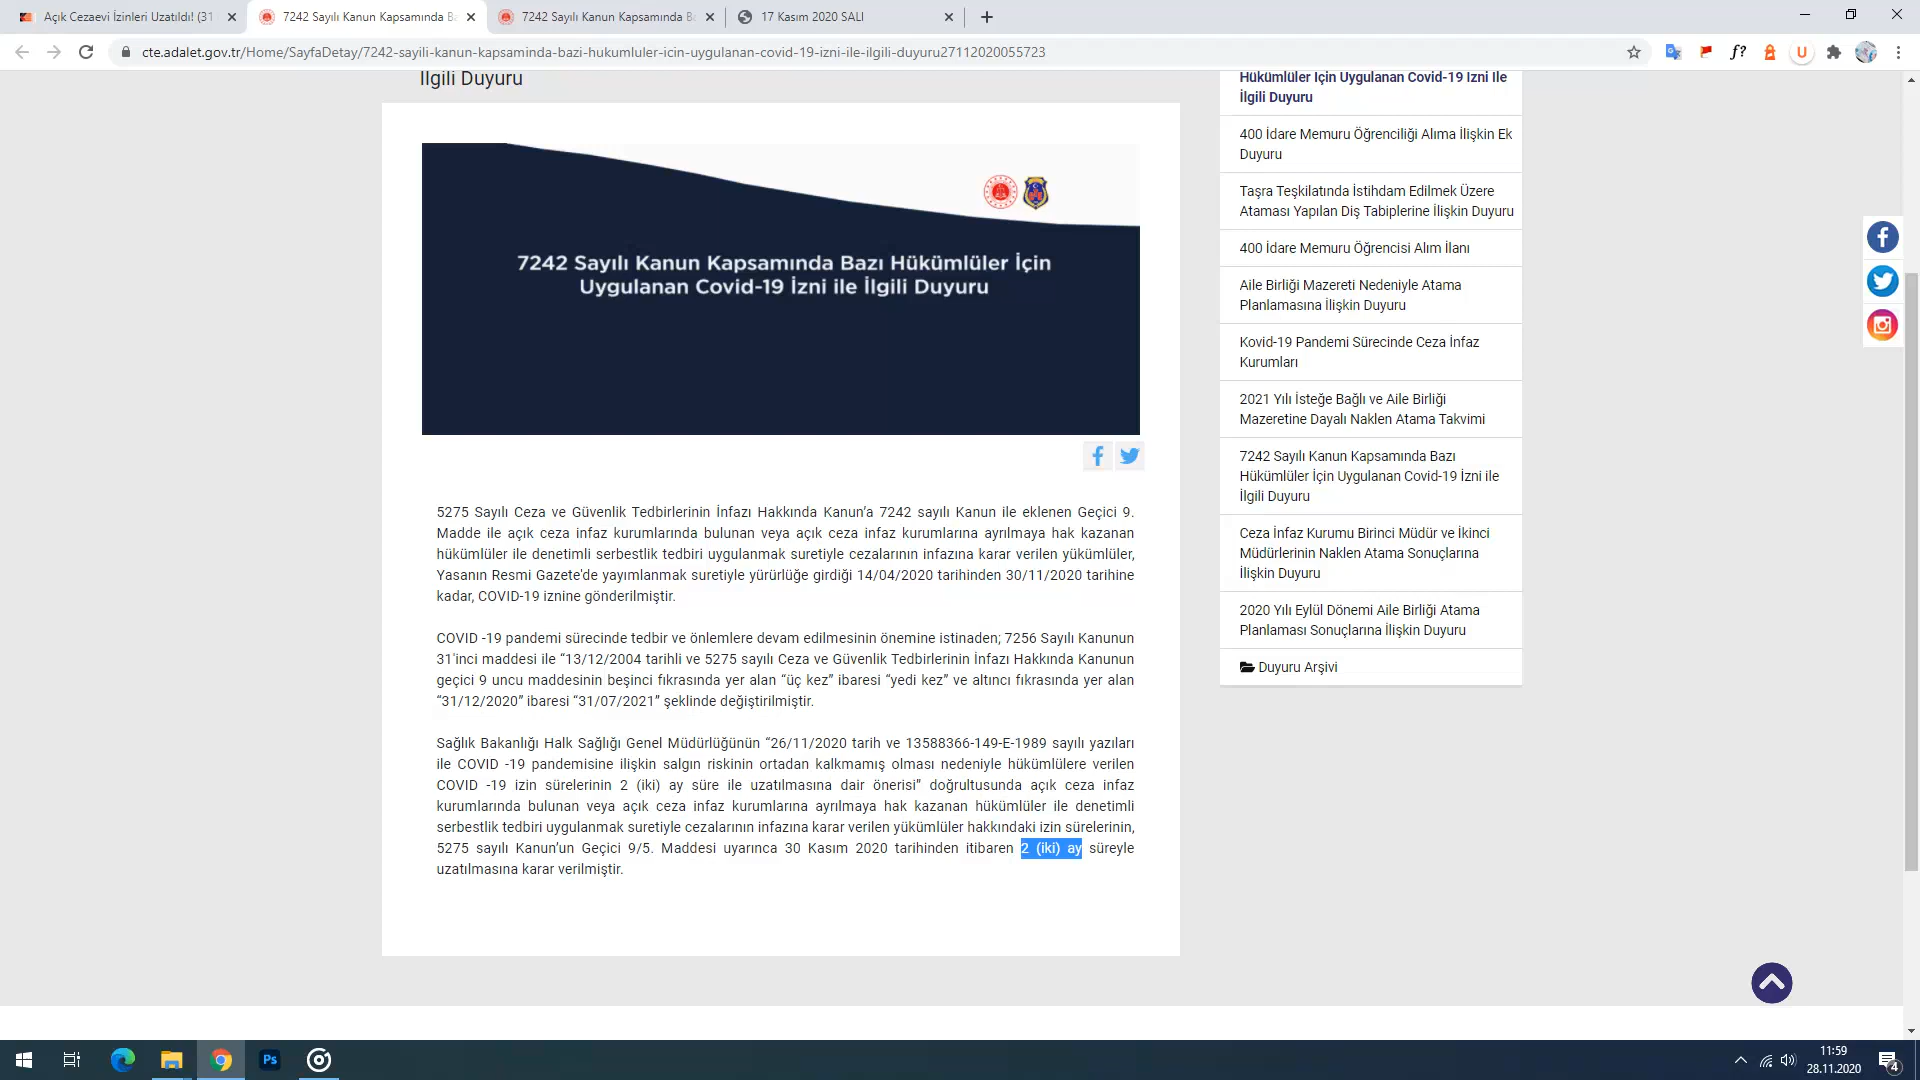 Açık Cezaevi İzinleri Uzatıldı! (31
7242 Sayılı Kanun Kapsamında Ba
7242 Sayılı Kanun Kapsamında Ba
17 Kasım 2020 SALI
cte.adalet.gov.tr/Home/SayfaDetay/7242-sayili-kanun-kapsaminda-bazi-hukumluler-icin-uygulanan-covid-19-izni-ile-ilgili-duyuru27112020055723
f?
U
İlgili Duyuru
7242 Sayılı Kanun Kapsamında Bazı Hükümlüler İçin
Uygulanan Covid-19 İzni ile İlgili Duyuru
5275 Sayılı Ceza ve Güvenlik Tedbirlerinin İnfazı Hakkında Kanun’a 7242 sayılı Kanun ile eklenen Geçici 9.
Madde ile açık ceza infaz kurumlarında bulunan veya açık ceza infaz kurumlarına ayrılmaya hak kazanan
hükümlüler ile denetimli serbestlik tedbiri uygulanmak suretiyle cezalarının infazına karar verilen yükümlüler,
Yasanın Resmi Gazete'de yayımlanmak suretiyle yürürlüğe girdiği 14/04/2020 tarihinden 30/11/2020 tarihine
kadar, COVID-19 iznine gönderilmiştir.
COVID -19 pandemi sürecinde tedbir ve önlemlere devam edilmesinin önemine istinaden; 7256 Sayılı Kanunun
31'inci maddesi ile “13/12/2004 tarihli ve 5275 sayılı Ceza ve Güvenlik Tedbirlerinin İnfazı Hakkında Kanunun
geçici 9 uncu maddesinin beşinci fıkrasında yer alan “üç kez” ibaresi “yedi kez” ve altıncı fıkrasında yer alan
“31/12/2020” ibaresi “31/07/2021” şeklinde değiştirilmiştir.
Sağlık Bakanlığı Halk Sağlığı Genel Müdürlüğünün “26/11/2020 tarih ve 13588366-149-E-1989 sayılı yazıları
ile COVID -19 pandemisine ilişkin salgın riskinin ortadan kalkmamış olması nedeniyle hükümlülere verilen
COVID -19 izin sürelerinin 2 (iki) ay süre ile uzatılmasına dair önerisi” doğrultusunda açık ceza infaz
kurumlarında bulunan veya açık ceza infaz kurumlarına ayrılmaya hak kazanan hükümlüler ile denetimli
serbestlik tedbiri uygulanmak suretiyle cezalarının infazına karar verilen yükümlüler hakkındaki izin sürelerinin,
5275 sayılı Kanun’un Geçici 9/5. Maddesi uyarınca 30 Kasım 2020 tarihinden itibaren 2 (iki) ay süreyle
uzatılmasına karar verilmiştir.
Hükümlüler İçin Uygulanan Covid-19 İzni İle
İlgili Duyuru
400 İdare Memuru Öğrenciliği Alıma İlişkin Ek
Duyuru
Taşra Teşkilatında İstihdam Edilmek Üzere
Ataması Yapılan Diş Tabiplerine İlişkin Duyuru
400 İdare Memuru Öğrencisi Alım İlanı
Aile Birliği Mazereti Nedeniyle Atama
Planlamasına İlişkin Duyuru
Kovid-19 Pandemi Sürecinde Ceza İnfaz
Kurumları
2021 Yılı İsteğe Bağlı ve Aile Birliği
Mazeretine Dayalı Naklen Atama Takvimi
7242 Sayılı Kanun Kapsamında Bazı
Hükümlüler İçin Uygulanan Covid-19 İzni ile
İlgili Duyuru
Ceza İnfaz Kurumu Birinci Müdür ve İkinci
Müdürlerinin Naklen Atama Sonuçlarına
İlişkin Duyuru
2020 Yılı Eylül Dönemi Aile Birliği Atama
Planlaması Sonuçlarına İlişkin Duyuru
Duyuru Arşivi
Ps
11:59
28.11.2020
4